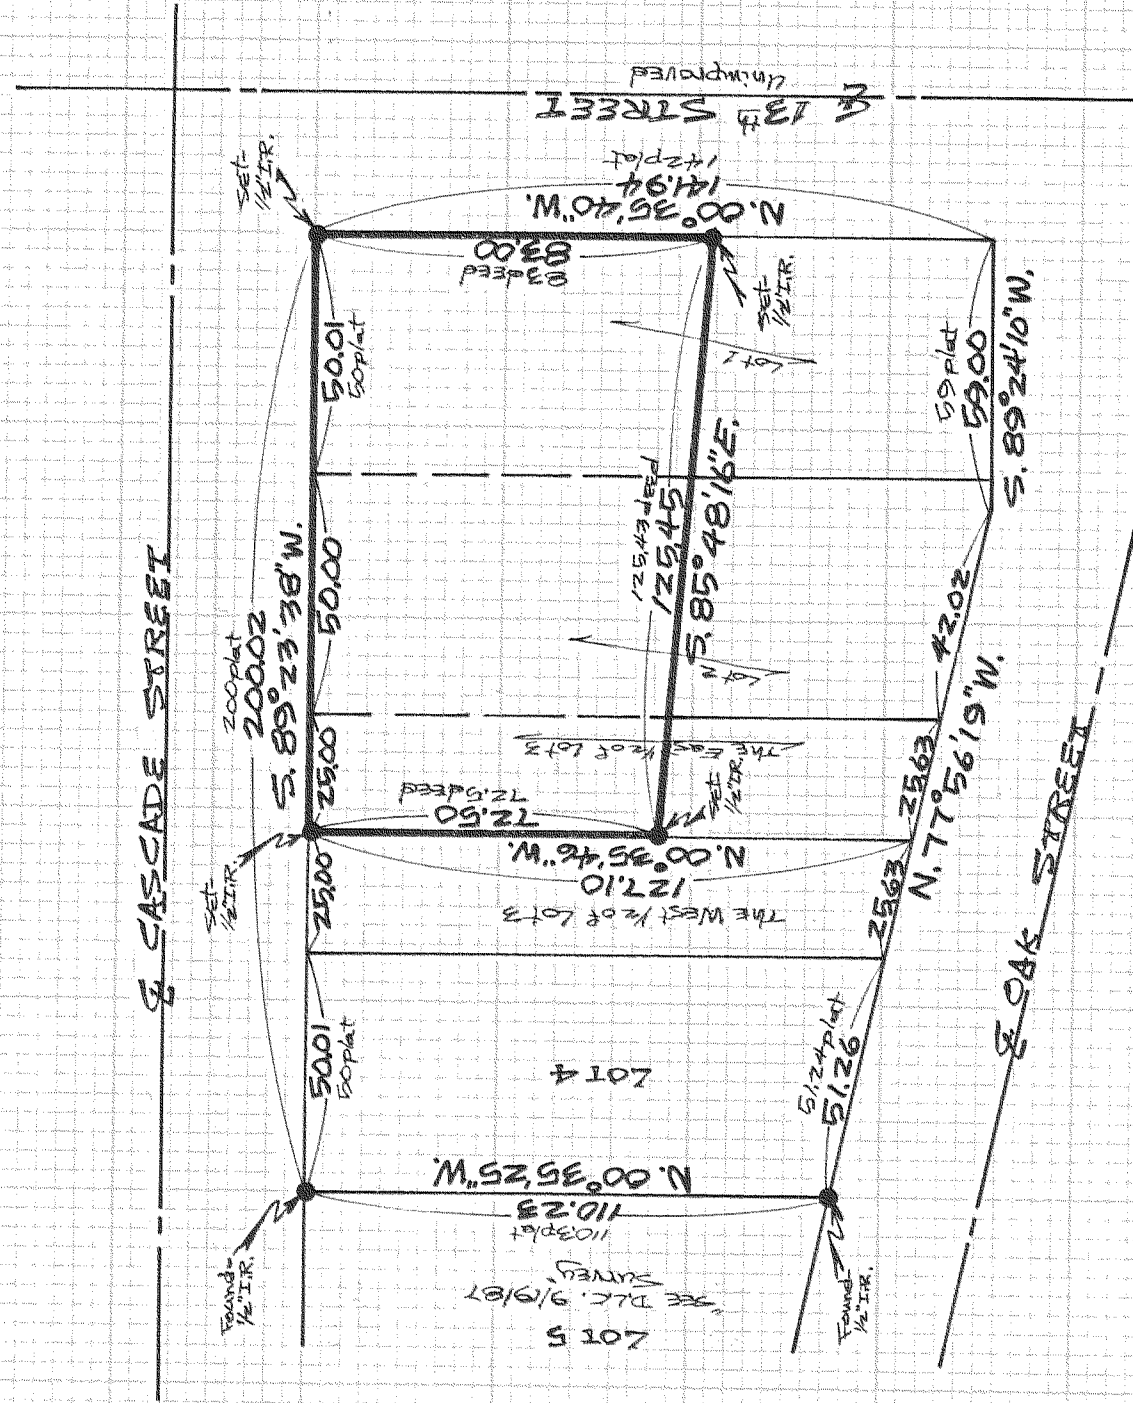 ℄ CASCADE STREET
200plat
200.02
S. 89°23'38"W.
Found-
1/2"I.R.
Set-
1/2"I.R.
Set-
1/2"I.R.
50.01
50plat
25.00
25.00
50.00
50.01
50plat
LOT 5
"SEE D.L.C. 9/19/87
SURVEY"
110.3plat
110.23
N. 00°35'25"W.
LOT 4
The West 1/2 of Lot 3
127.10
N. 00°35'46"W.
72.50
72.5deed
The East 1/2 of Lot 3
Set-
1/2"I.R.
Lot 2
125.43deed
125.45
S. 85°48'16"E.
Lot 1
83deed
83.00
Set-
1/2"I.R.
N. 00°35'40"W.
141.94
142plat
℄ 13th STREET
Unimproved
Found-
1/2"I.R.
51.24plat
51.26
25.63
25.63
42.02
N. 77°56'19"W.
59plat
59.00
S. 89°24'10"W.
℄ OAK STREET